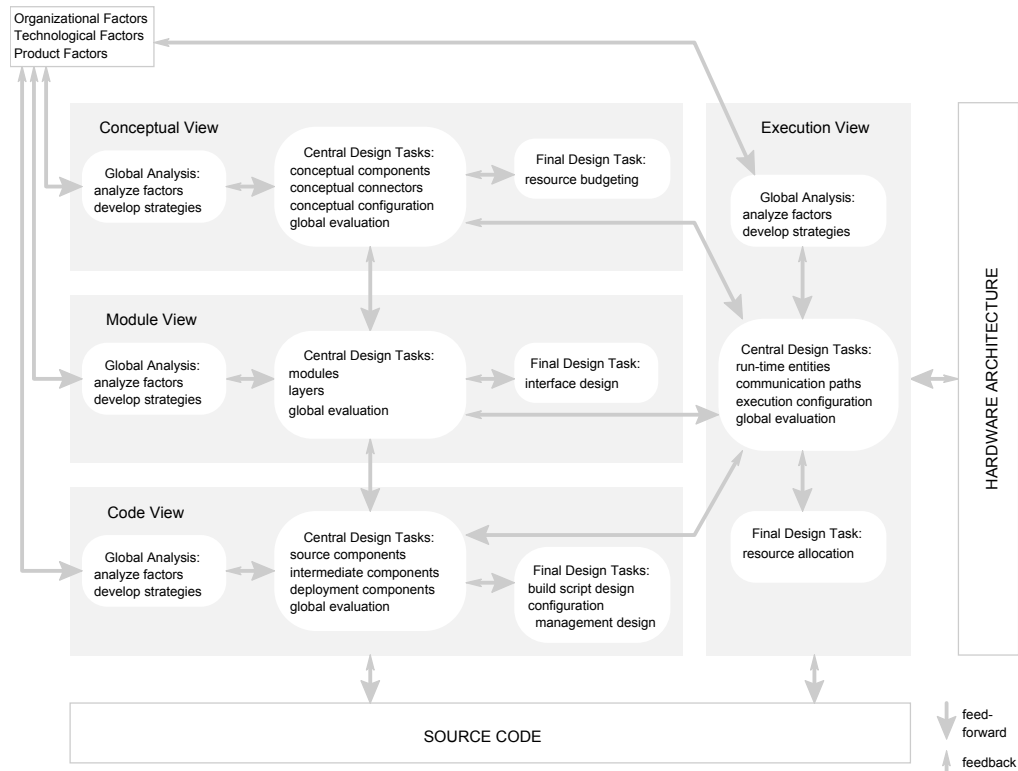 Organizational Factors
Technological Factors
Product Factors
Conceptual View
Global Analysis:
analyze factors
develop strategies
Central Design Tasks:
conceptual components
conceptual connectors
conceptual configuration
global evaluation
Final Design Task:
resource budgeting
Module View
Global Analysis:
analyze factors
develop strategies
Central Design Tasks:
modules
layers
global evaluation
Final Design Task:
interface design
Code View
Global Analysis:
analyze factors
develop strategies
Central Design Tasks:
source components
intermediate components
deployment components
global evaluation
Final Design Tasks:
build script design
configuration
management design
Execution View
Global Analysis:
analyze factors
develop strategies
Central Design Tasks:
run-time entities
communication paths
execution configuration
global evaluation
Final Design Task:
resource allocation
HARDWARE ARCHITECTURE
SOURCE CODE
feed-
forward
feedback